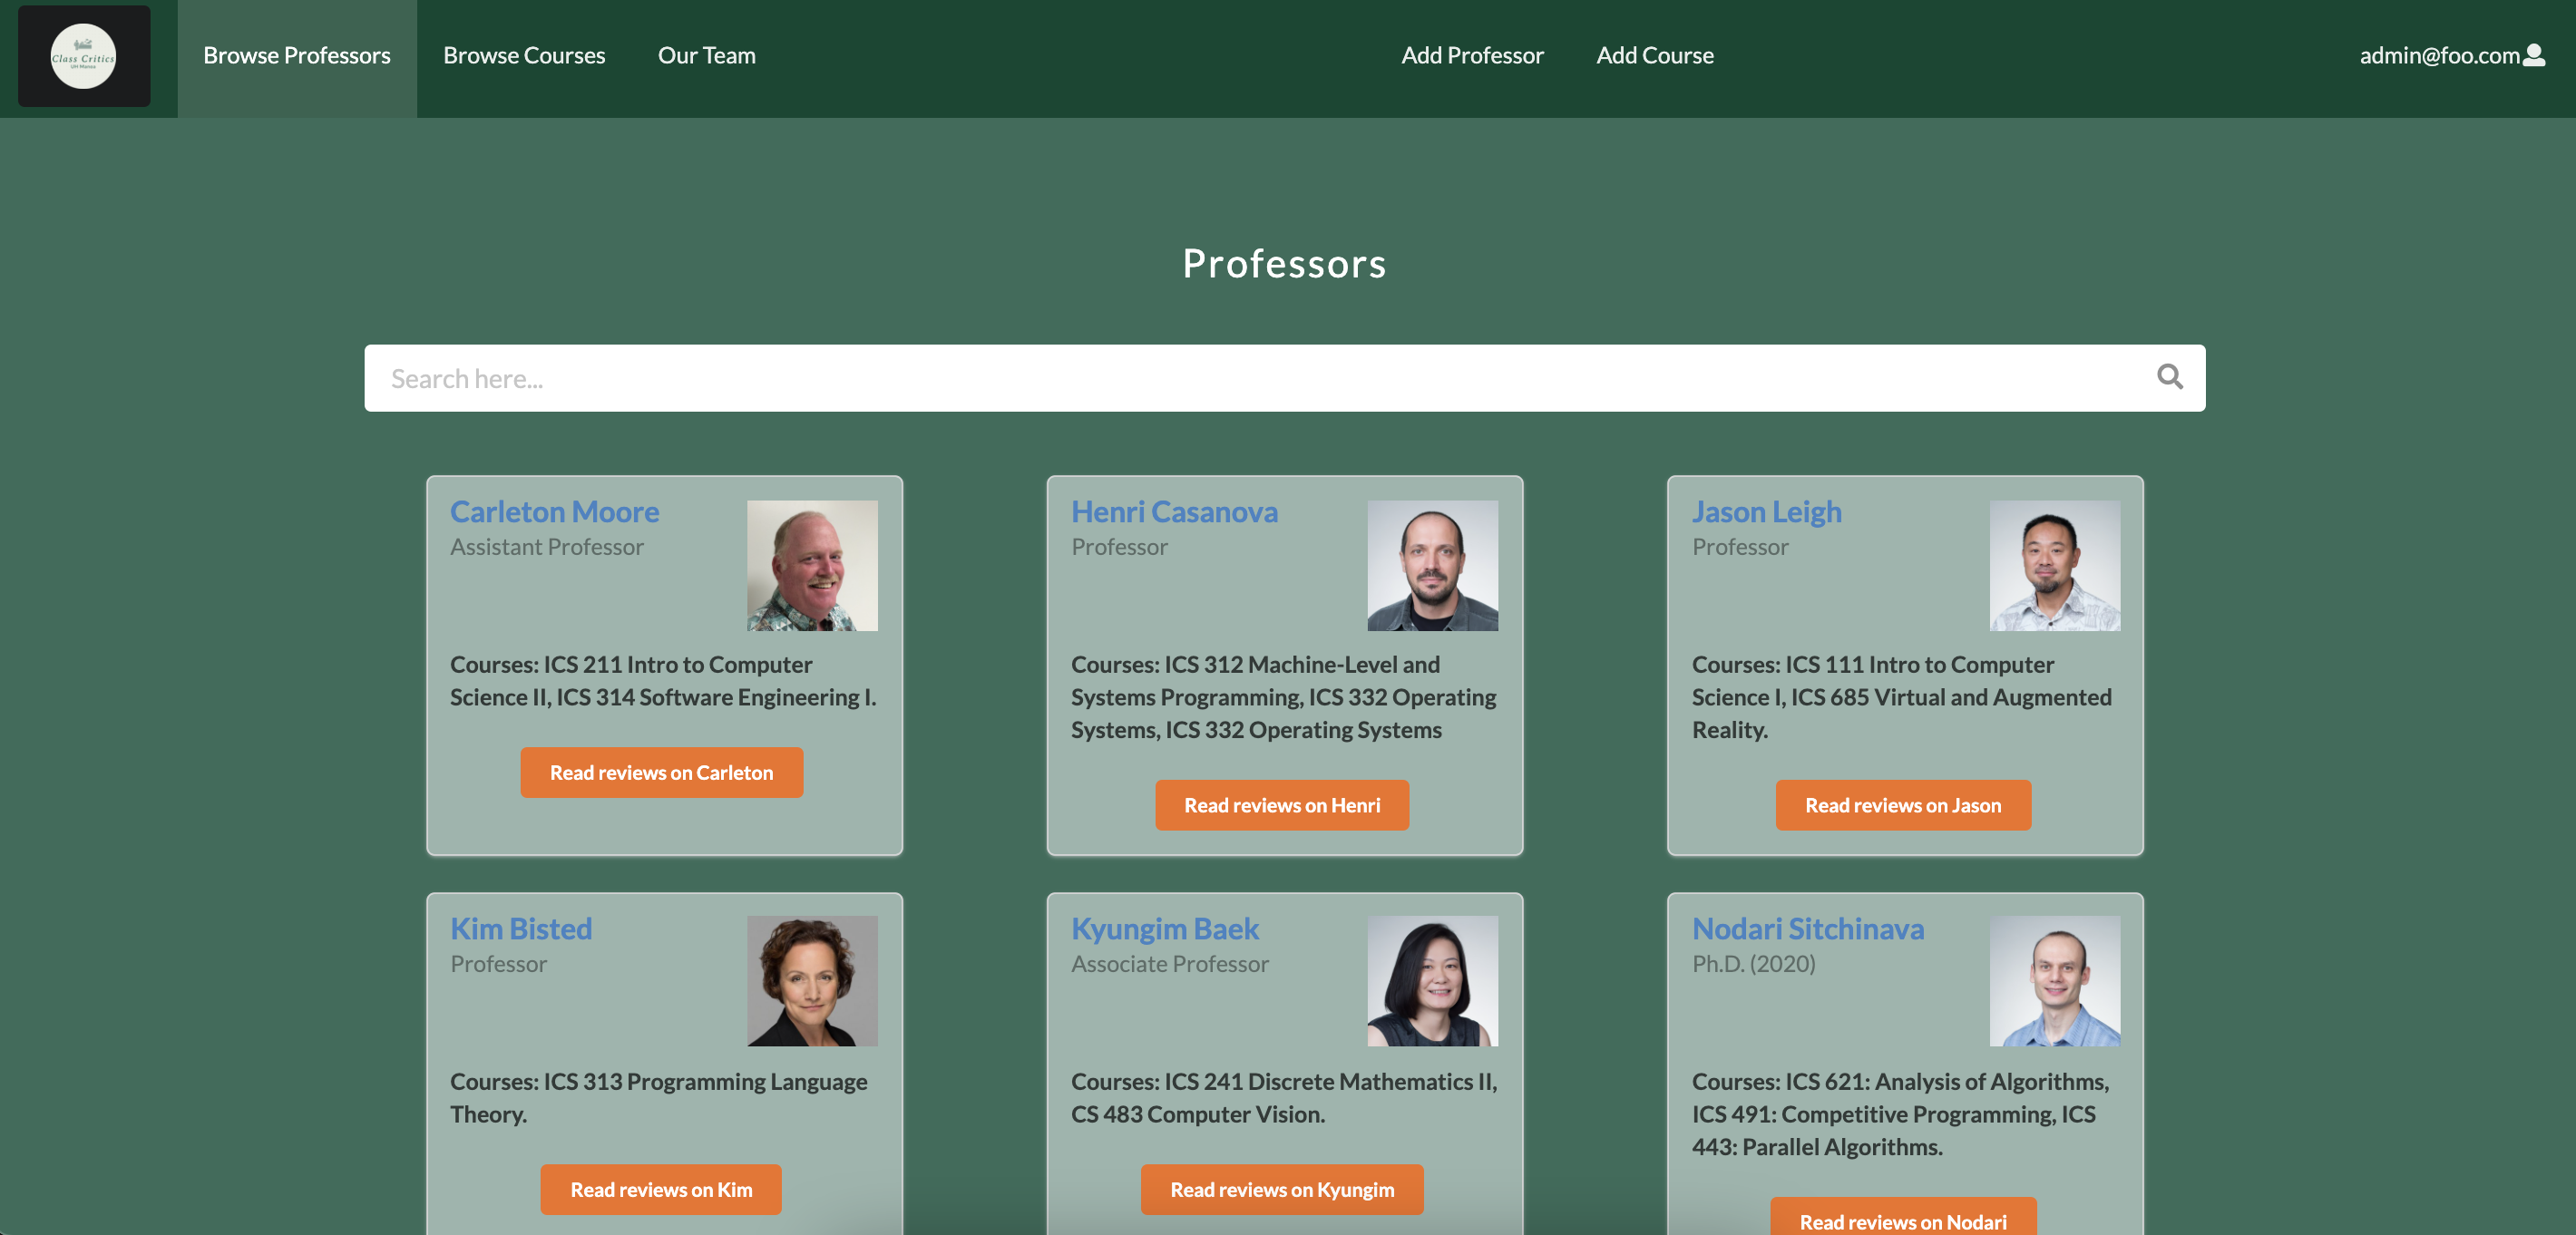 Class Critics
UH Manoa
Browse Professors
Browse Courses
Our Team
Add Professor
Add Course
admin@foo.com
Professors
Search here...
Carleton Moore
Assistant Professor
Courses: ICS 211 Intro to Computer
Science II, ICS 314 Software Engineering I.
Read reviews on Carleton
Henri Casanova
Professor
Courses: ICS 312 Machine-Level and
Systems Programming, ICS 332 Operating
Systems, ICS 332 Operating Systems
Read reviews on Henri
Jason Leigh
Professor
Courses: ICS 111 Intro to Computer
Science I, ICS 685 Virtual and Augmented
Reality.
Read reviews on Jason
Kim Bisted
Professor
Courses: ICS 313 Programming Language
Theory.
Read reviews on Kim
Kyungim Baek
Associate Professor
Courses: ICS 241 Discrete Mathematics II,
CS 483 Computer Vision.
Read reviews on Kyungim
Nodari Sitchinava
Ph.D. (2020)
Courses: ICS 621: Analysis of Algorithms,
ICS 491: Competitive Programming, ICS
443: Parallel Algorithms.
Read reviews on Nodari